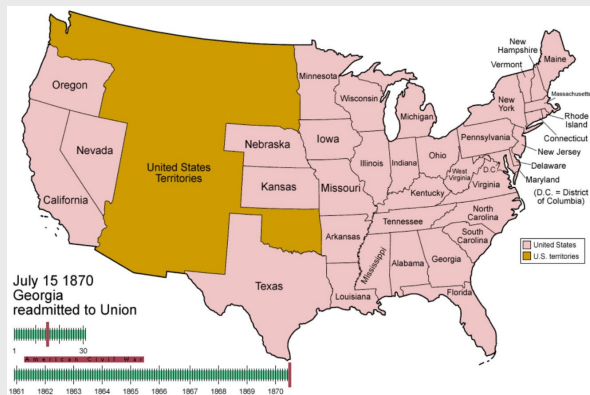 New
Hampshire
Vermont
Maine
Massachusetts
Rhode
Island
Connecticut
New Jersey
Delaware
Maryland
(D.C. = District
of Columbia)
Oregon
Minnesota
Wisconsin
Michigan
New
York
Pennsylvania
Nevada
Nebraska
Iowa
Illinois
Indiana
Ohio
West
Virginia
D.C.
Virginia
United States
Territories
California
Kansas
Missouri
Kentucky
North
Carolina
Tennessee
South
Carolina
Arkansas
Mississippi
Alabama
Georgia
Texas
Louisiana
Florida
United States
U.S. territories
July 15 1870
Georgia
readmitted to Union
1 30
American Civil War
1861 1862 1863 1864 1865 1866 1867 1868 1869 1870